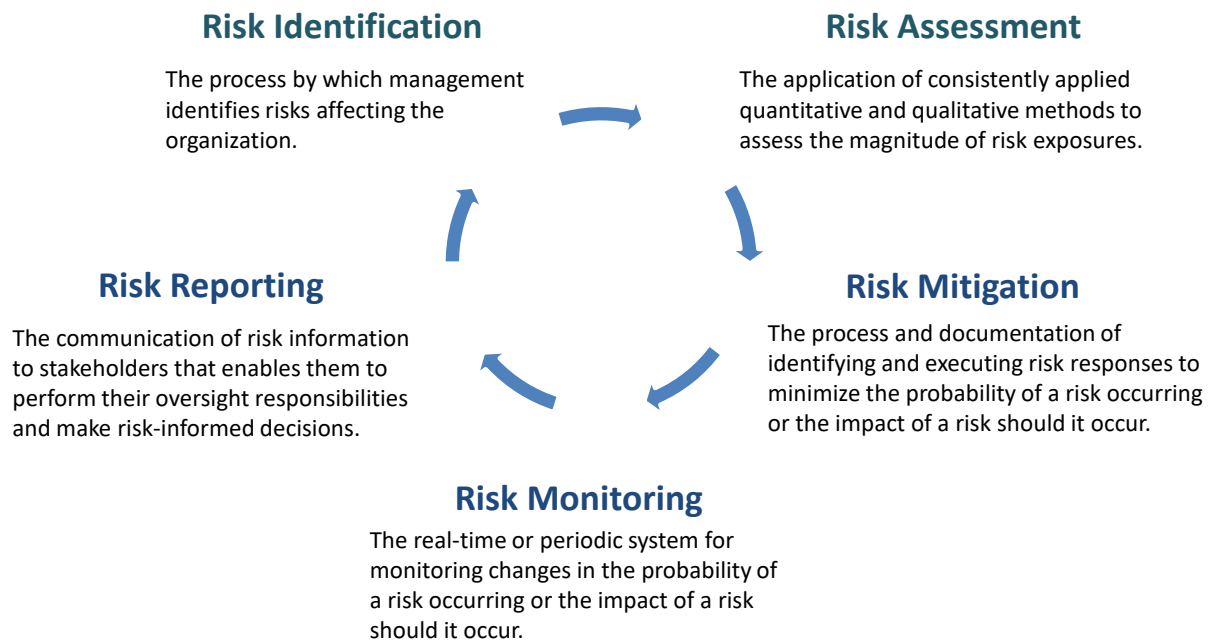 Risk Identification
The process by which management
identifies risks affecting the
organization.
Risk Assessment
The application of consistently applied
quantitative and qualitative methods to
assess the magnitude of risk exposures.
Risk Mitigation
The process and documentation of
identifying and executing risk responses to
minimize the probability of a risk occurring
or the impact of a risk should it occur.
Risk Monitoring
The real-time or periodic system for
monitoring changes in the probability of
a risk occurring or the impact of a risk
should it occur.
Risk Reporting
The communication of risk information
to stakeholders that enables them to
perform their oversight responsibilities
and make risk-informed decisions.